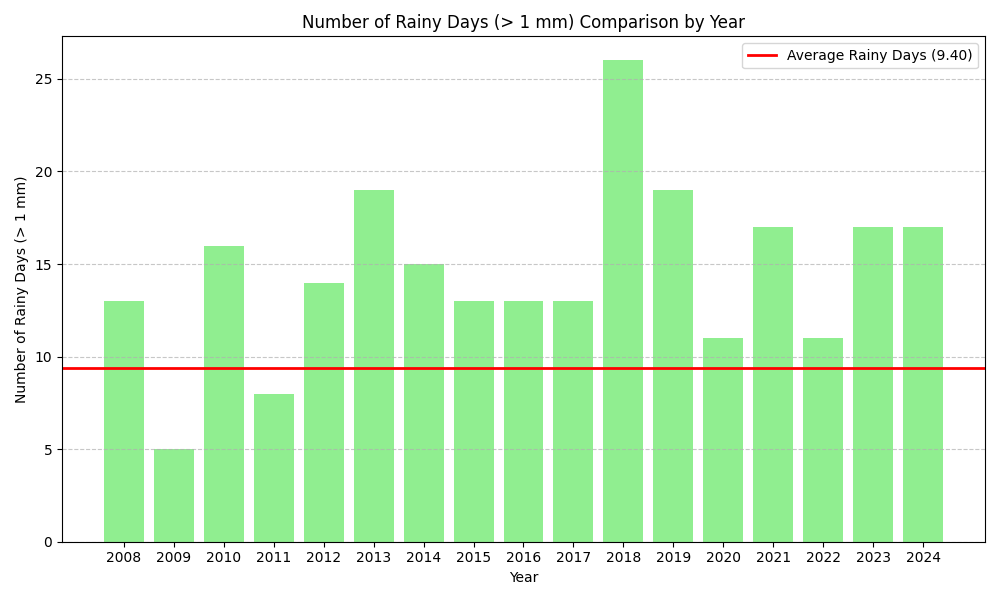 Number of Rainy Days (> 1 mm) Comparison by Year
Average Rainy Days (9.40)
Number of Rainy Days (> 1 mm)
25
20
15
10
5
0
2008 2009 2010 2011 2012 2013 2014 2015 2016 2017 2018 2019 2020 2021 2022 2023 2024
Year